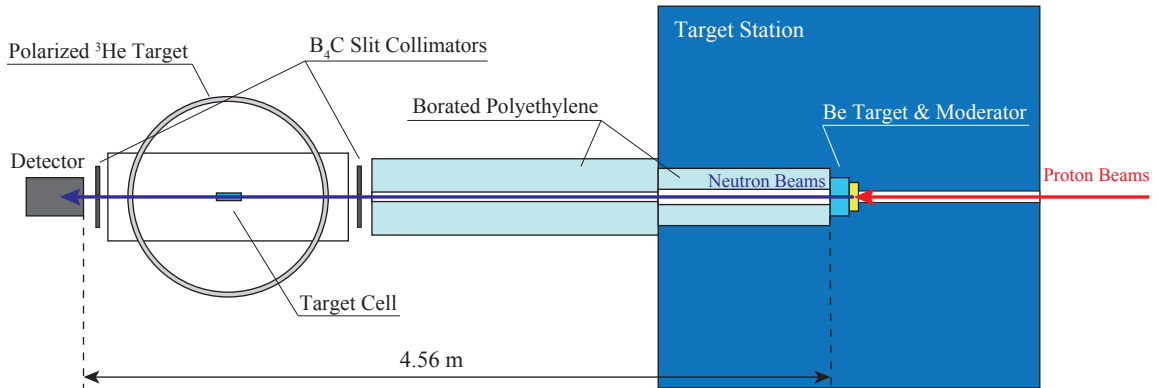 Target Station
Polarized ³He Target
B₄C Slit Collimators
Borated Polyethylene
Be Target & Moderator
Detector
Neutron Beams
Proton Beams
Target Cell
4.56 m